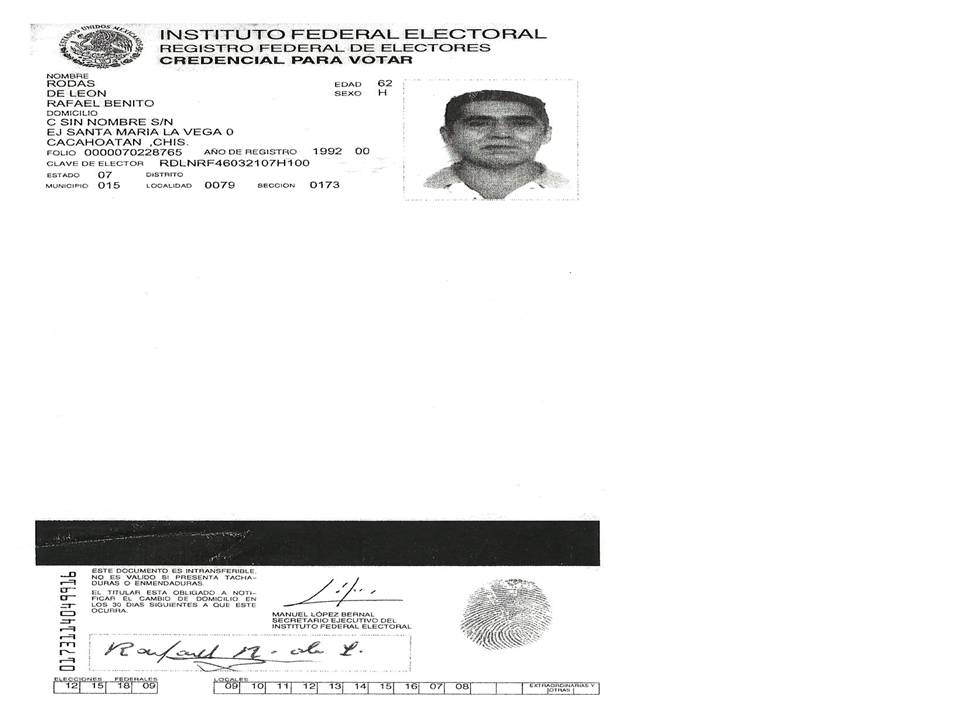 ESTADOS UNIDOS MEXICANOS
INSTITUTO FEDERAL ELECTORAL
REGISTRO FEDERAL DE ELECTORES
CREDENCIAL PARA VOTAR
NOMBRE
RODAS
DE LEON
RAFAEL BENITO
EDAD 62
SEXO H
DOMICILIO
C SIN NOMBRE S/N
EJ SANTA MARIA LA VEGA 0
CACAHOATAN ,CHIS.
FOLIO 0000070228765 AÑO DE REGISTRO 1992 00
CLAVE DE ELECTOR RDLNRF46032107H100
ESTADO 07 DISTRITO
MUNICIPIO 015 LOCALIDAD 0079 SECCION 0173
ESTE DOCUMENTO ES INTRANSFERIBLE.
NO ES VALIDO SI PRESENTA TACHA-
DURAS O ENMENDADURAS.
EL TITULAR ESTA OBLIGADO A NOTI-
FICAR EL CAMBIO DE DOMICILIO EN
LOS 30 DIAS SIGUIENTES A QUE ESTE
OCURRA.
MANUEL LÓPEZ BERNAL
SECRETARIO EJECUTIVO DEL
INSTITUTO FEDERAL ELECTORAL
ELECCIONES FEDERALES
12 15 18 09
LOCALES
09 10 11 12 13 14 15 16 07 08
EXTRAORDINARIAS Y
OTRAS